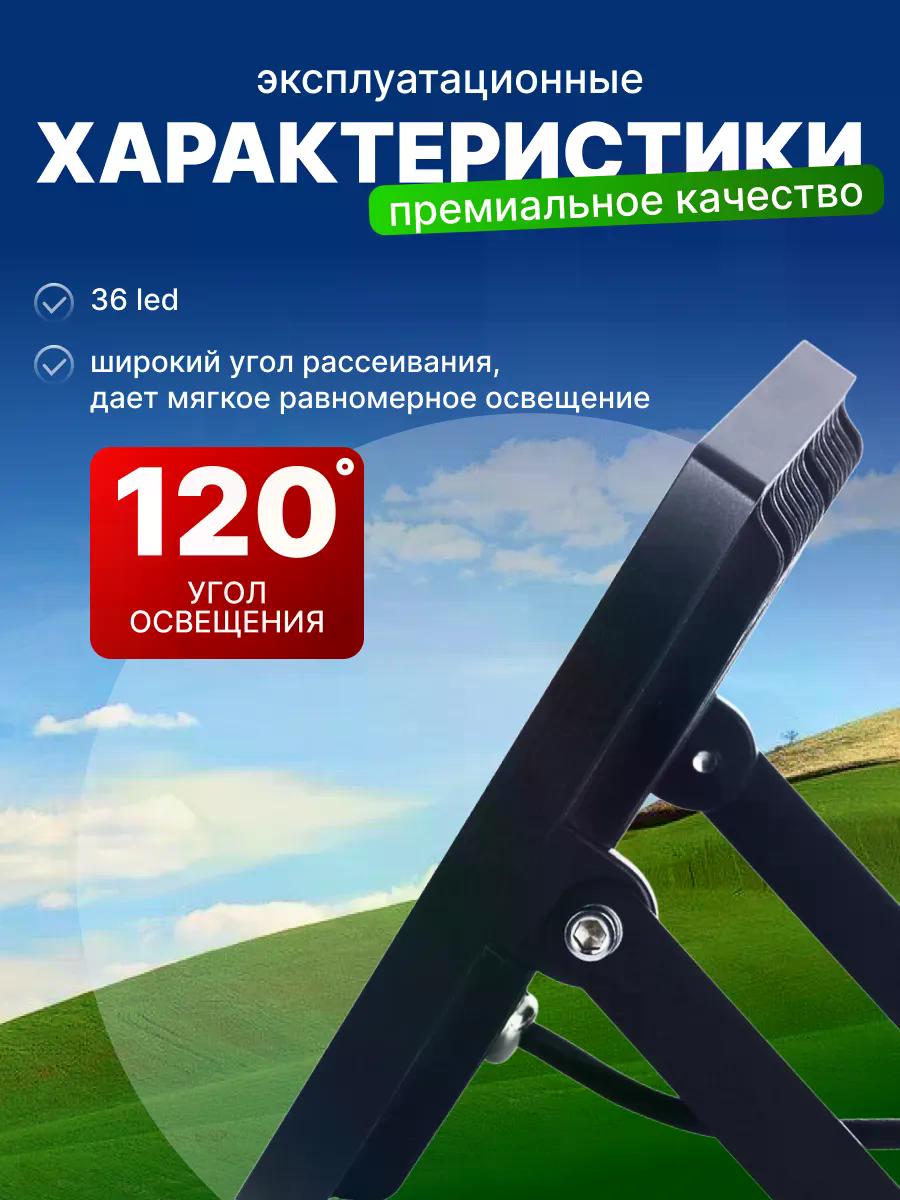 эксплуатационные
ХАРАКТЕРИСТИКИ
премиальное качество
36 led
широкий угол рассеивания,
дает мягкое равномерное освещение
120°
УГОЛ
ОСВЕЩЕНИЯ